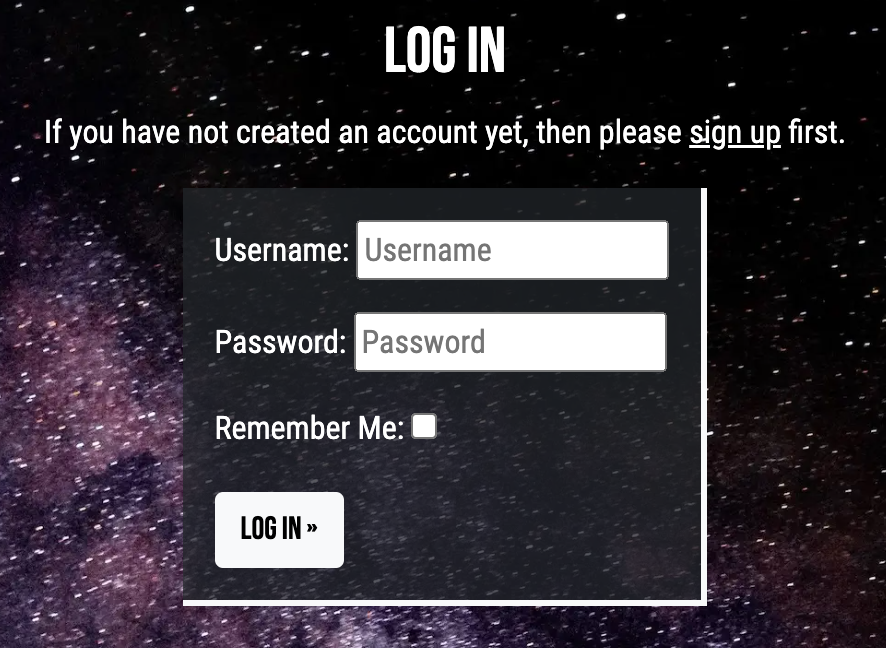 LOG IN
If you have not created an account yet, then please sign up first.
Username: Username
Password: Password
Remember Me:
LOG IN »